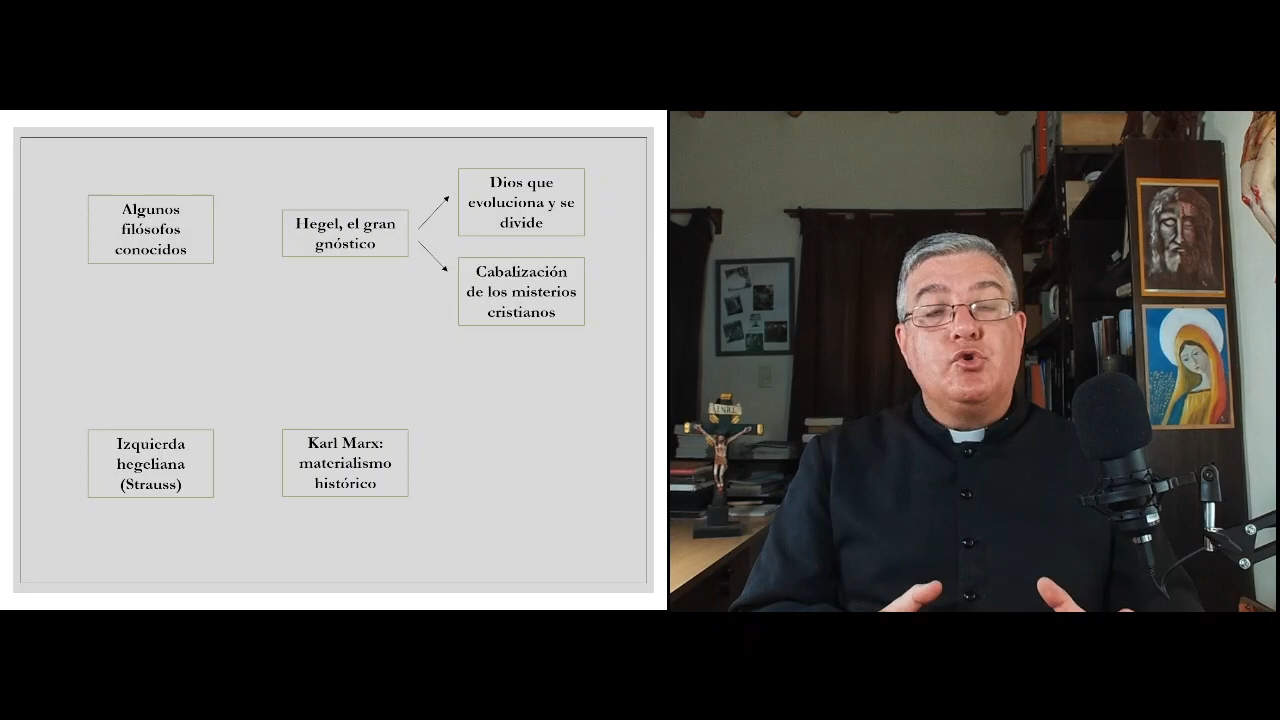 Algunos
filósofos
conocidos
Hegel, el gran
gnóstico
Dios que
evoluciona y se
divide
Cabalización
de los misterios
cristianos
Izquierda
hegeliana
(Strauss)
Karl Marx:
materialismo
histórico